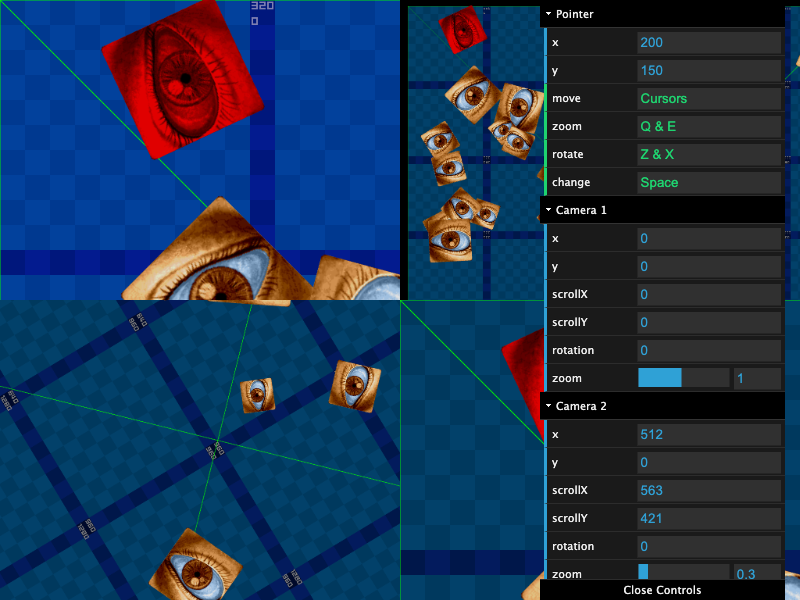 320
0
Pointer
x 200
y 150
move Cursors
zoom Q & E
rotate Z & X
change Space
Camera 1
x 0
y 0
scrollX 0
scrollY 0
rotation 0
zoom 1
Camera 2
x 512
y 0
scrollX 563
scrollY 421
rotation 0
zoom 0.3
Close Controls